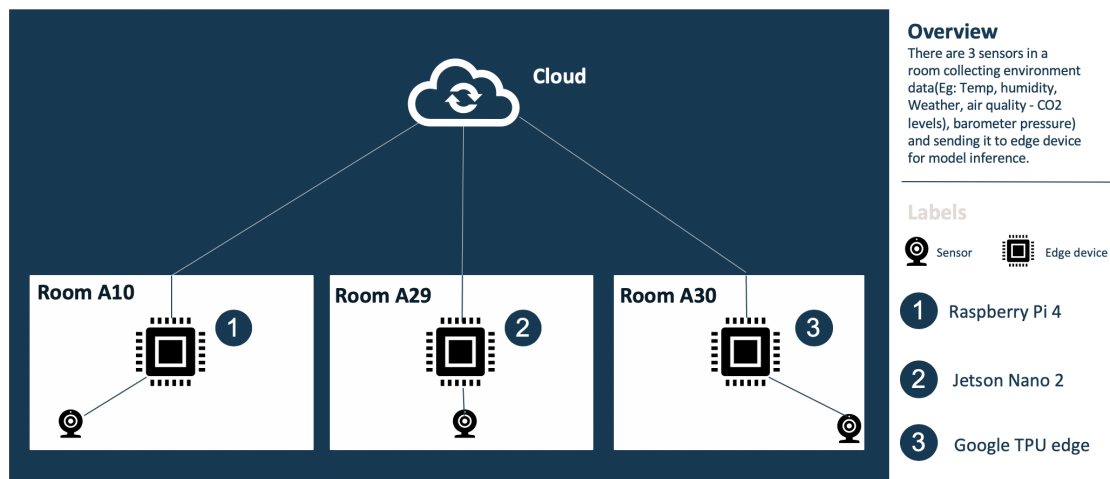 Cloud
Room A10
1
Room A29
2
Room A30
3
Overview
There are 3 sensors in a
room collecting environment
data(Eg: Temp, humidity,
Weather, air quality - CO2
levels), barometer pressure)
and sending it to edge device
for model inference.
Labels
Sensor
Edge device
1 Raspberry Pi 4
2 Jetson Nano 2
3 Google TPU edge